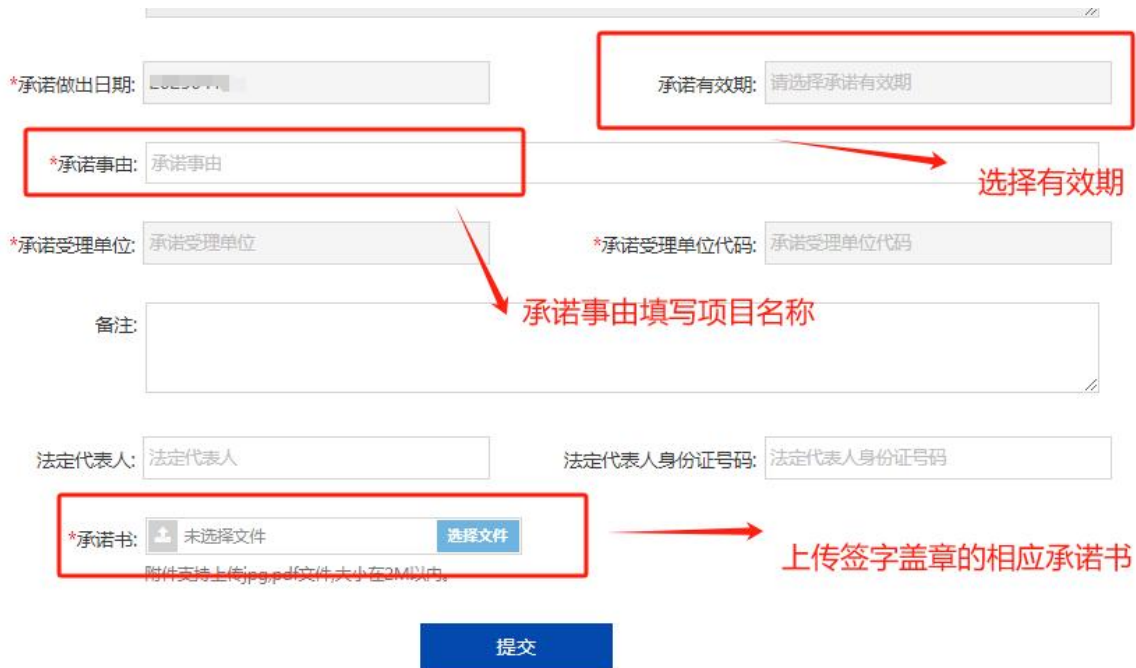 *承诺做出日期:
承诺有效期: 请选择承诺有效期
*承诺事由: 承诺事由
选择有效期
*承诺受理单位: 承诺受理单位
*承诺受理单位代码: 承诺受理单位代码
承诺事由填写项目名称
备注:
法定代表人: 法定代表人
法定代表人身份证号码: 法定代表人身份证号码
*承诺书: 未选择文件 选择文件
上传签字盖章的相应承诺书
附件支持上传jpg,pdf文件,大小在2M以内。
提交